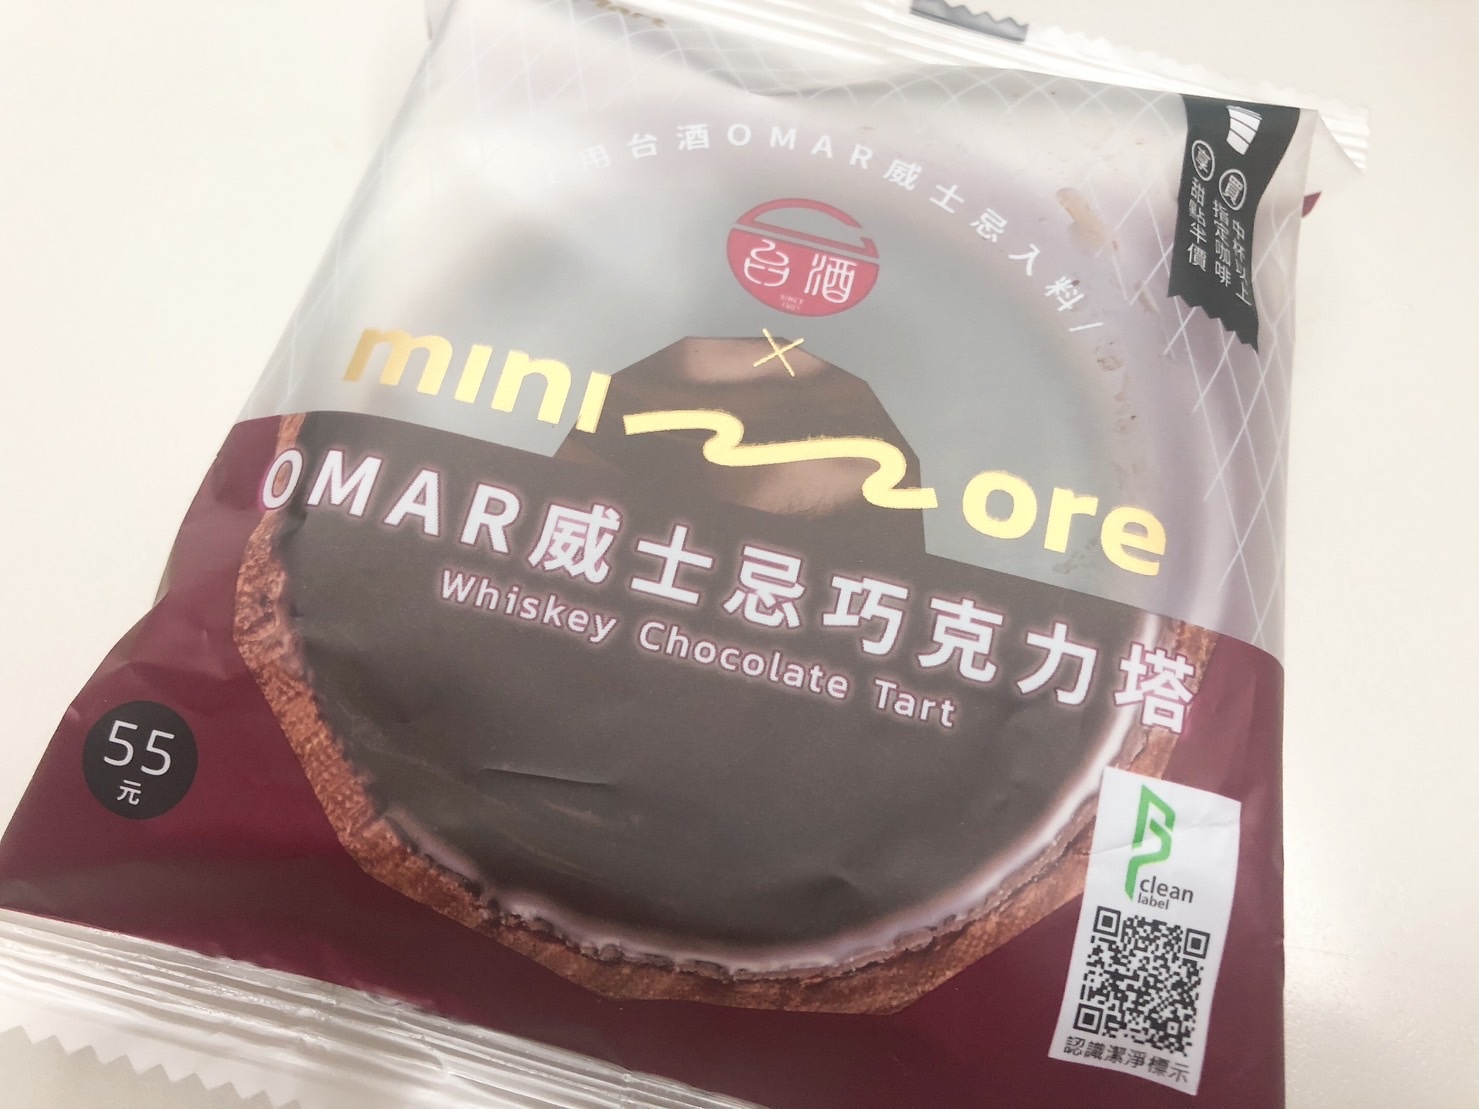 用台酒OMAR威士忌入料/
買 中杯以上
指定咖啡
享 甜點半價
台酒
SINCE
×
mini more
OMAR威士忌巧克力塔
Whiskey Chocolate Tart
55
元
clean
label
認識潔淨標示